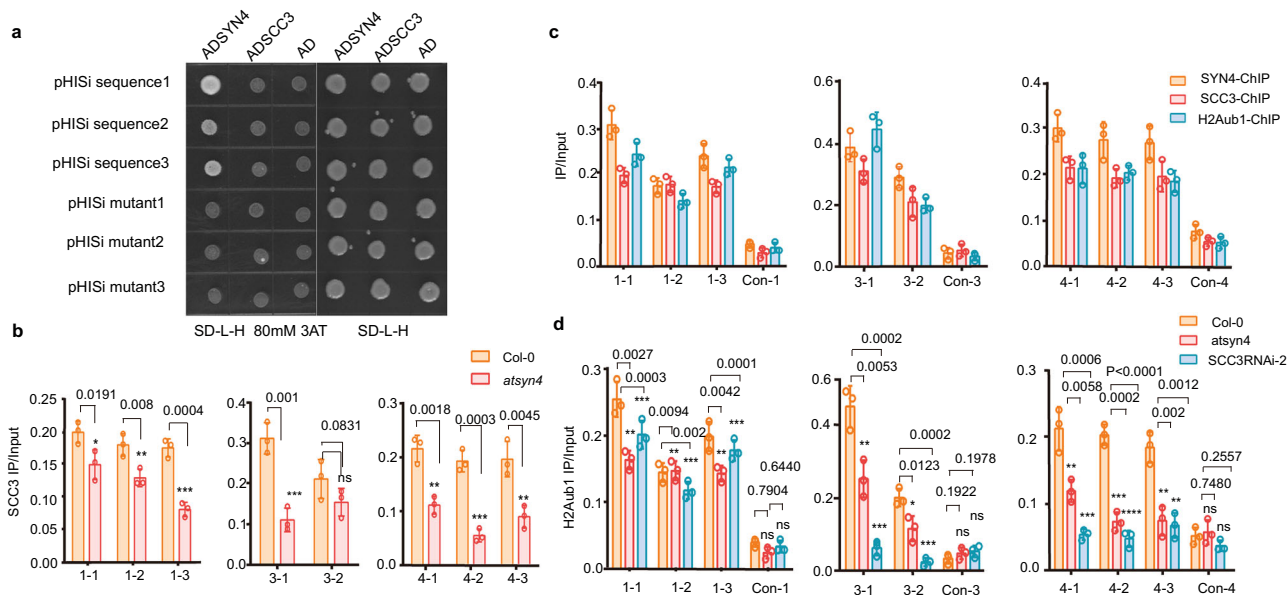 a
ADSYN4 ADSCC3 AD ADSYN4 ADSCC3 AD
pHISi sequence1
pHISi sequence2
pHISi sequence3
pHISi mutant1
pHISi mutant2
pHISi mutant3
SD-L-H 80mM 3AT SD-L-H
b
Col-0
atsyn4
SCC3 IP/Input
0.25
0.20
0.15
0.10
0.05
0.00
0.0191 0.008 0.0004
* ** ***
1-1 1-2 1-3
0.4
0.3
0.2
0.1
0.0
0.001 0.0831
*** ns
3-1 3-2
0.4
0.3
0.2
0.1
0.0
0.0018 0.0003 0.0045
** *** **
4-1 4-2 4-3
c
SYN4-ChIP
SCC3-ChIP
H2Aub1-ChIP
IP/Input
0.4
0.3
0.2
0.1
0.0
1-1 1-2 1-3 Con-1
0.6
0.4
0.2
0.0
3-1 3-2 Con-3
0.4
0.3
0.2
0.1
0.0
4-1 4-2 4-3 Con-4
d
Col-0
atsyn4
SCC3RNAi-2
H2Aub1 IP/Input
0.3
0.2
0.1
0.0
0.0027
0.0003
0.0094
0.002
0.0001
0.0042
0.6440
0.7904
** *** ** *** ** *** ns ns
1-1 1-2 1-3 Con-1
0.6
0.4
0.2
0.0
0.0002
0.0053
0.0002
0.0123
0.1978
0.1922
** *** * *** ns ns
3-1 3-2 Con-3
0.3
0.2
0.1
0.0
0.0006
0.0058
P<0.0001
0.0002
0.0012
0.002
0.2557
0.7480
** *** *** **** ** ** ns ns
4-1 4-2 4-3 Con-4